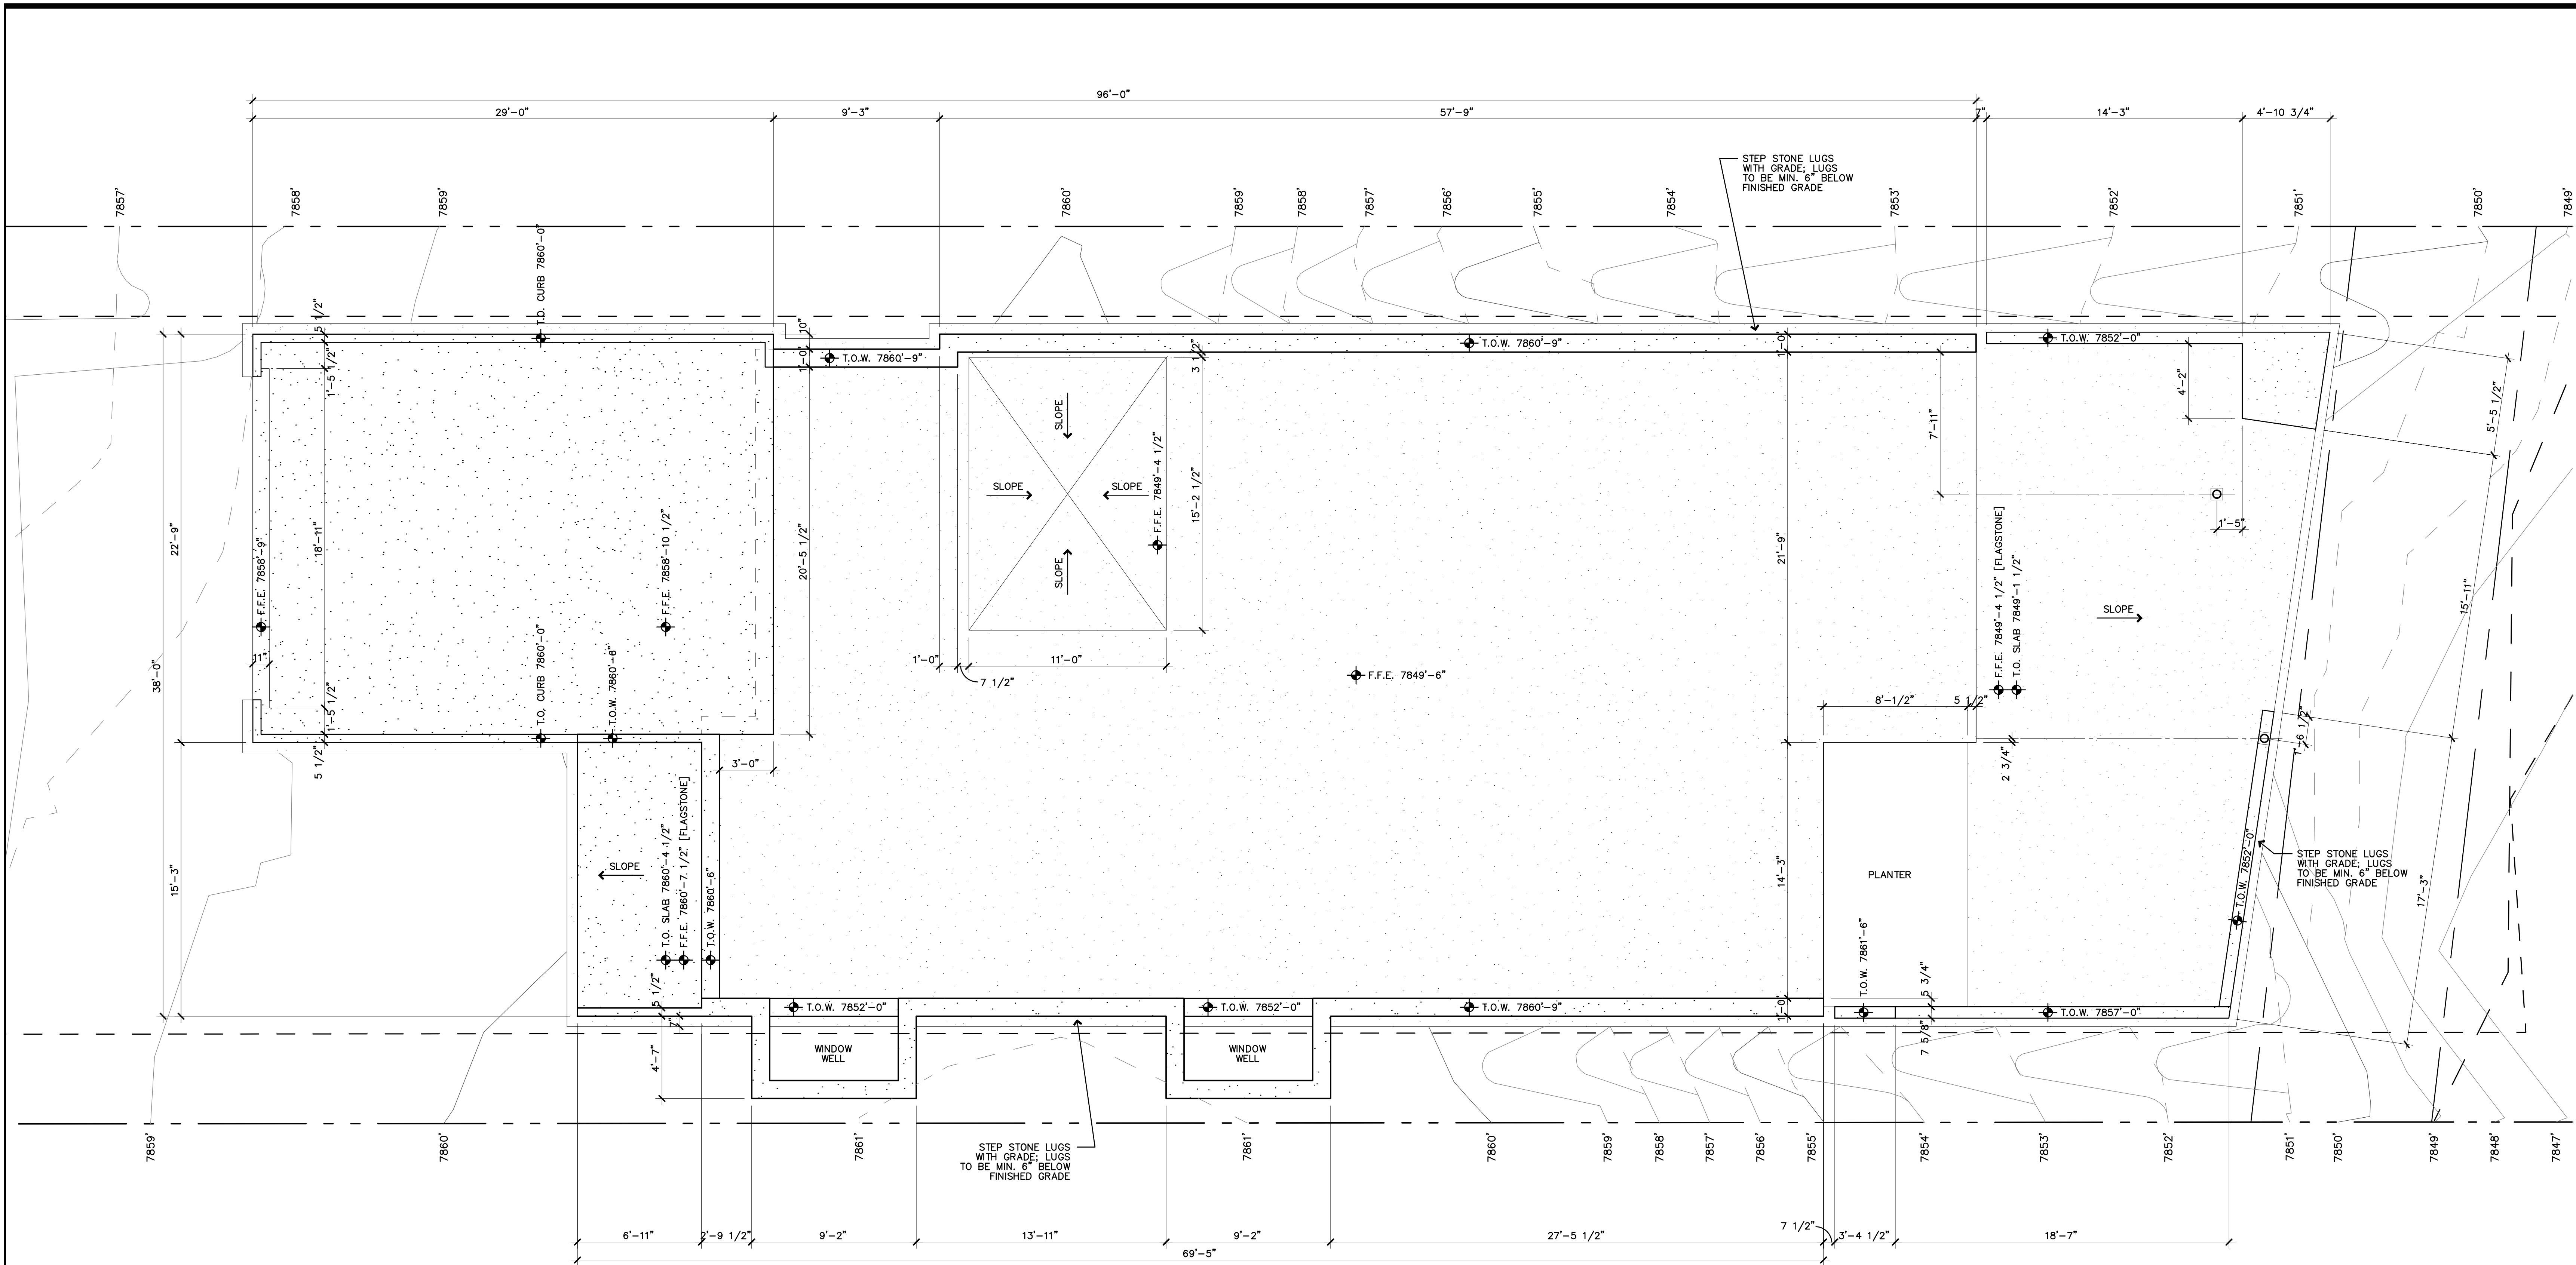 96'-0"
29'-0"
9'-3"
57'-9"
7"
14'-3"
4'-10 3/4"
STEP STONE LUGS
WITH GRADE; LUGS
TO BE MIN. 6" BELOW
FINISHED GRADE
7857'
7858'
7859'
7860'
7859'
7858'
7857'
7856'
7855'
7854'
7853'
7852'
7851'
7850'
7849'
T.O. CURB 7860'-0"
5 1/2"
1'-5 1/2"
10"
1'-0"
T.O.W. 7860'-9"
3 1/2"
T.O.W. 7860'-9"
1'-0"
T.O.W. 7852'-0"
4'-2"
5'-5 1/2"
7'-11"
SLOPE
SLOPE
SLOPE
SLOPE
F.F.E. 7849'-4 1/2"
15'-2 1/2"
1'-5"
22'-9"
18'-11"
F.F.E. 7858'-9"
F.F.E. 7858'-10 1/2"
20'-5 1/2"
21'-9"
F.F.E. 7849'-4 1/2" [FLAGSTONE]
T.O. SLAB 7849'-1 1/2"
SLOPE
15'-11"
38'-0"
11"
T.O. CURB 7860'-0"
T.O.W. 7860'-6"
1'-0"
11'-0"
7 1/2"
F.F.E. 7849'-6"
8'-1/2"
5 1/2"
1'-5 1/2"
5 1/2"
3'-0"
2 3/4"
1'-6 1/2"
15'-3"
SLOPE
T.O. SLAB 7860'-4 1/2"
F.F.E. 7860'-7 1/2" [FLAGSTONE]
T.O.W. 7860'-6"
14'-3"
PLANTER
T.O.W. 7852'-0"
STEP STONE LUGS
WITH GRADE; LUGS
TO BE MIN. 6" BELOW
FINISHED GRADE
17'-3"
T.O.W. 7861'-6"
5 3/4"
5 1/2"
7"
T.O.W. 7852'-0"
T.O.W. 7852'-0"
T.O.W. 7860'-9"
1'-0"
T.O.W. 7857'-0"
7 5/8"
4'-7"
WINDOW
WELL
WINDOW
WELL
7859'
7860'
7861'
STEP STONE LUGS
WITH GRADE; LUGS
TO BE MIN. 6" BELOW
FINISHED GRADE
7861'
7860'
7859'
7858'
7857'
7856'
7855'
7854'
7853'
7852'
7851'
7850'
7849'
7848'
7847'
6'-11"
2'-9 1/2"
9'-2"
13'-11"
9'-2"
27'-5 1/2"
7 1/2"
3'-4 1/2"
18'-7"
69'-5"